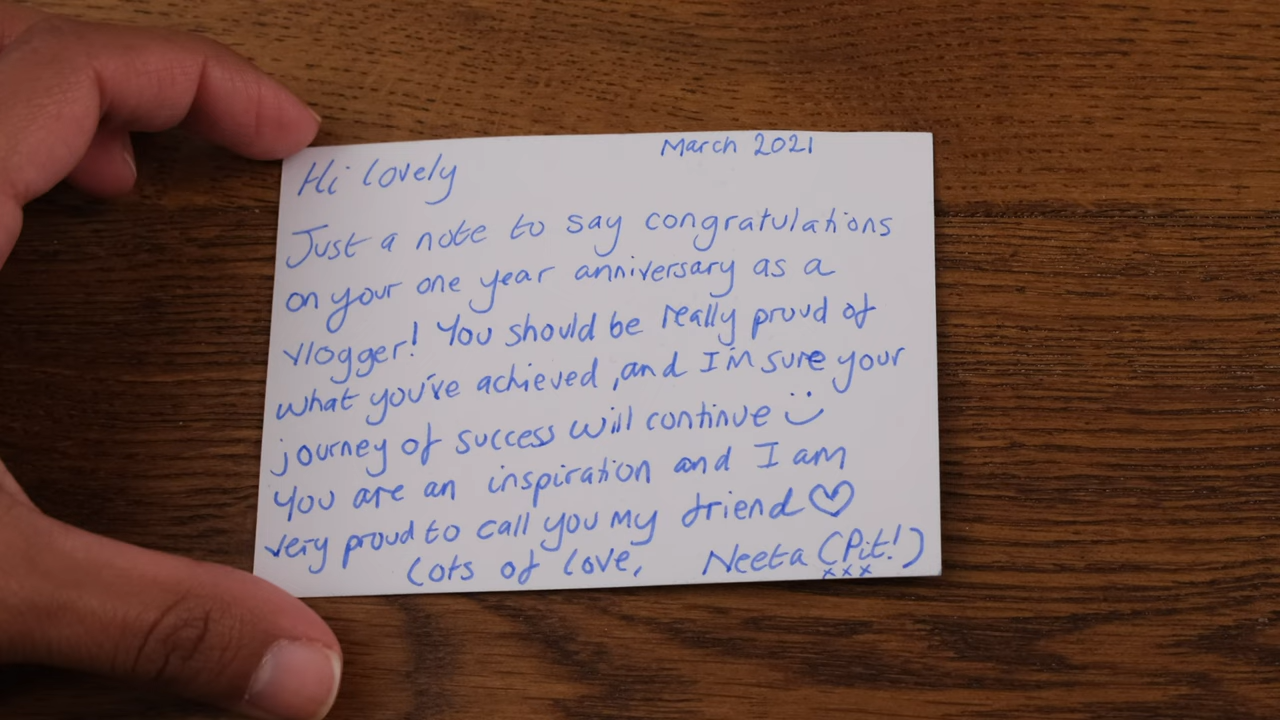 March 2021
Hi lovely
Just a note to say congratulations
on your one year anniversary as a
vlogger! You should be really proud of
what you've achieved, and I'm sure your
journey of success will continue :)
You are an inspiration and I am
very proud to call you my friend ♡
Lots of love, Neeta (Pit!)
xxx